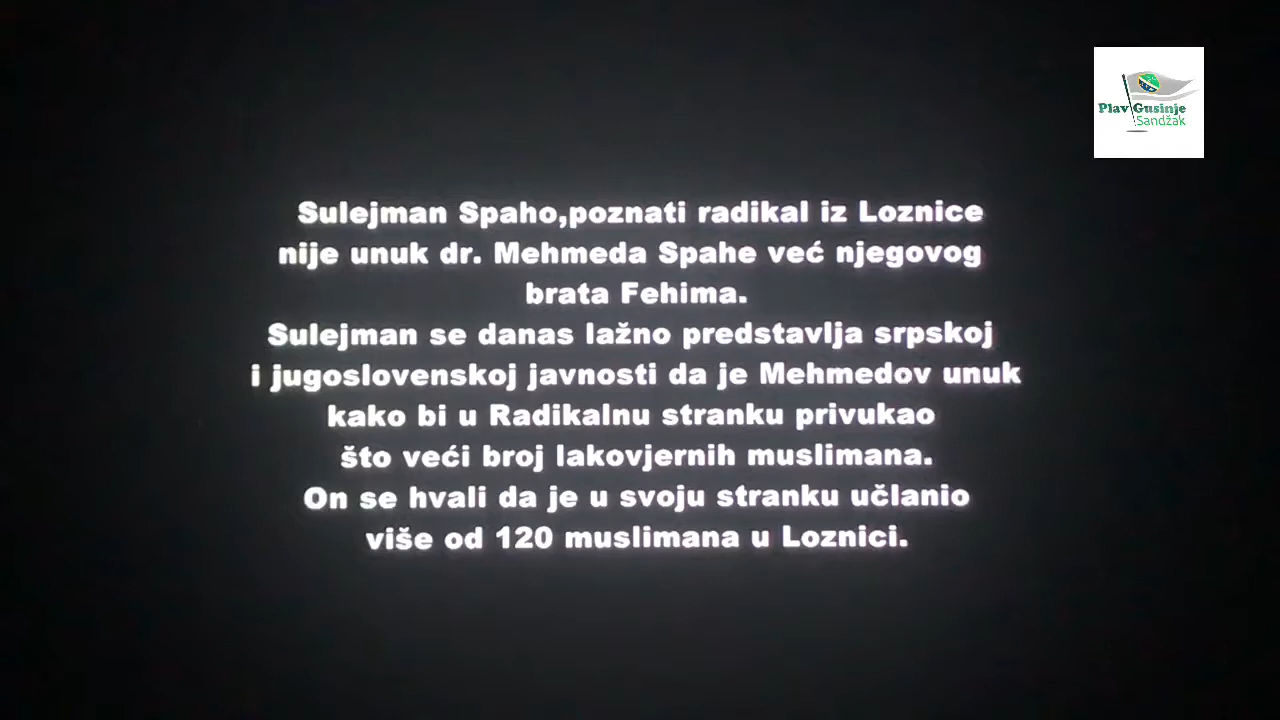 Plav Gusinje
Sandžak
Sulejman Spaho,poznati radikal iz Loznice
nije unuk dr. Mehmeda Spahe već njegovog
brata Fehima.
Sulejman se danas lažno predstavlja srpskoj
i jugoslovenskoj javnosti da je Mehmedov unuk
kako bi u Radikalnu stranku privukao
što veći broj lakovjernih muslimana.
On se hvali da je u svoju stranku učlanio
više od 120 muslimana u Loznici.